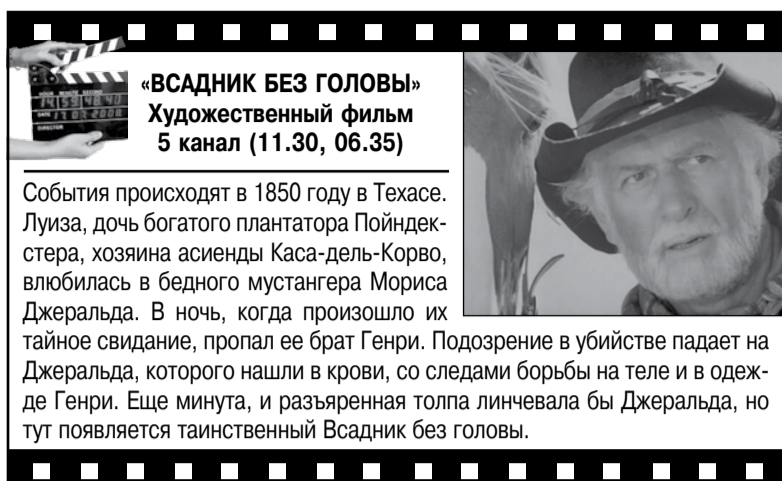 «ВСАДНИК БЕЗ ГОЛОВЫ»
Художественный фильм
5 канал (11.30, 06.35)
События происходят в 1850 году в Техасе.
Луиза, дочь богатого плантатора Пойндек-
стера, хозяина асиенды Каса-дель-Корво,
влюбилась в бедного мустангера Мориса
Джеральда. В ночь, когда произошло их
тайное свидание, пропал ее брат Генри. Подозрение в убийстве падает на
Джеральда, которого нашли в крови, со следами борьбы на теле и в одеж-
де Генри. Еще минута, и разъяренная толпа линчевала бы Джеральда, но
тут появляется таинственный Всадник без головы.